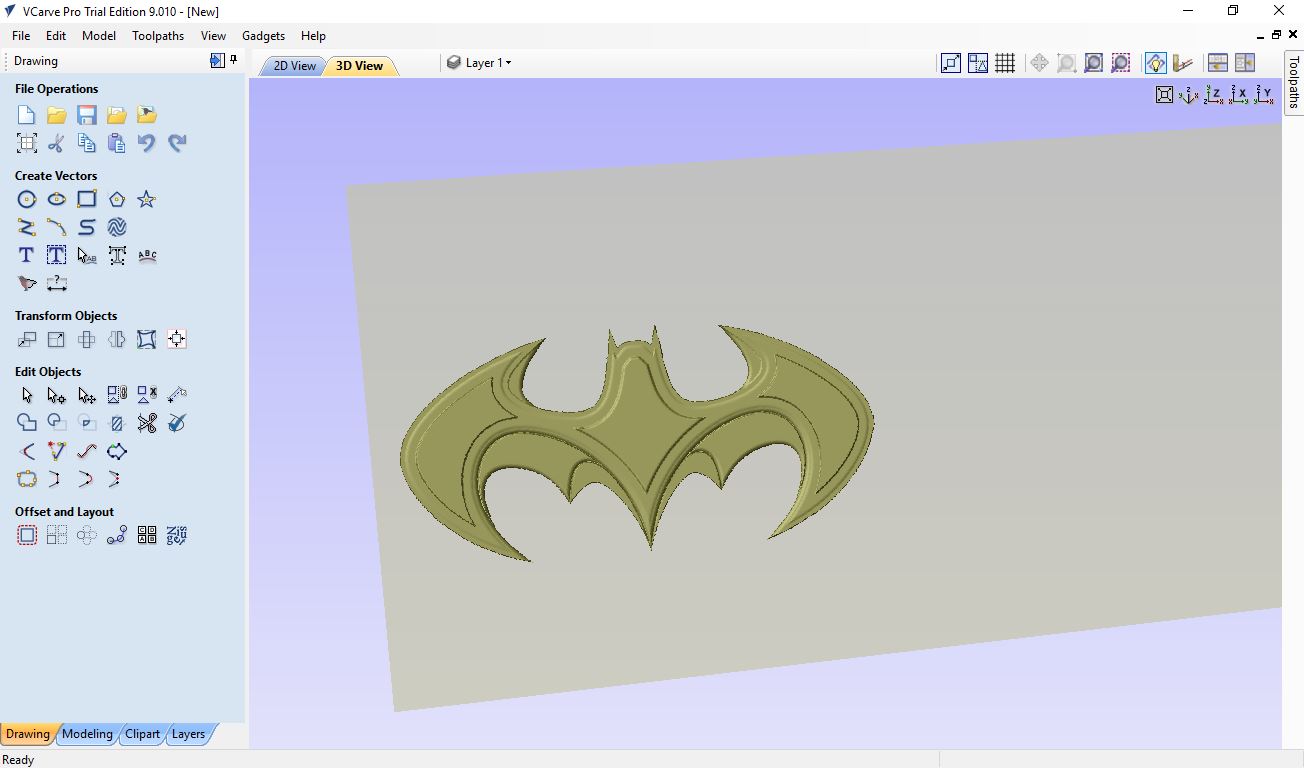 VCarve Pro Trial Edition 9.010 - [New]
File Edit Model Toolpaths View Gadgets Help
Drawing
2D View 3D View Layer 1
Toolpaths
File Operations
Z X Y
Create Vectors
T T AB T ABC
?
Transform Objects
Edit Objects
Offset and Layout
Drawing Modeling Clipart Layers
Ready